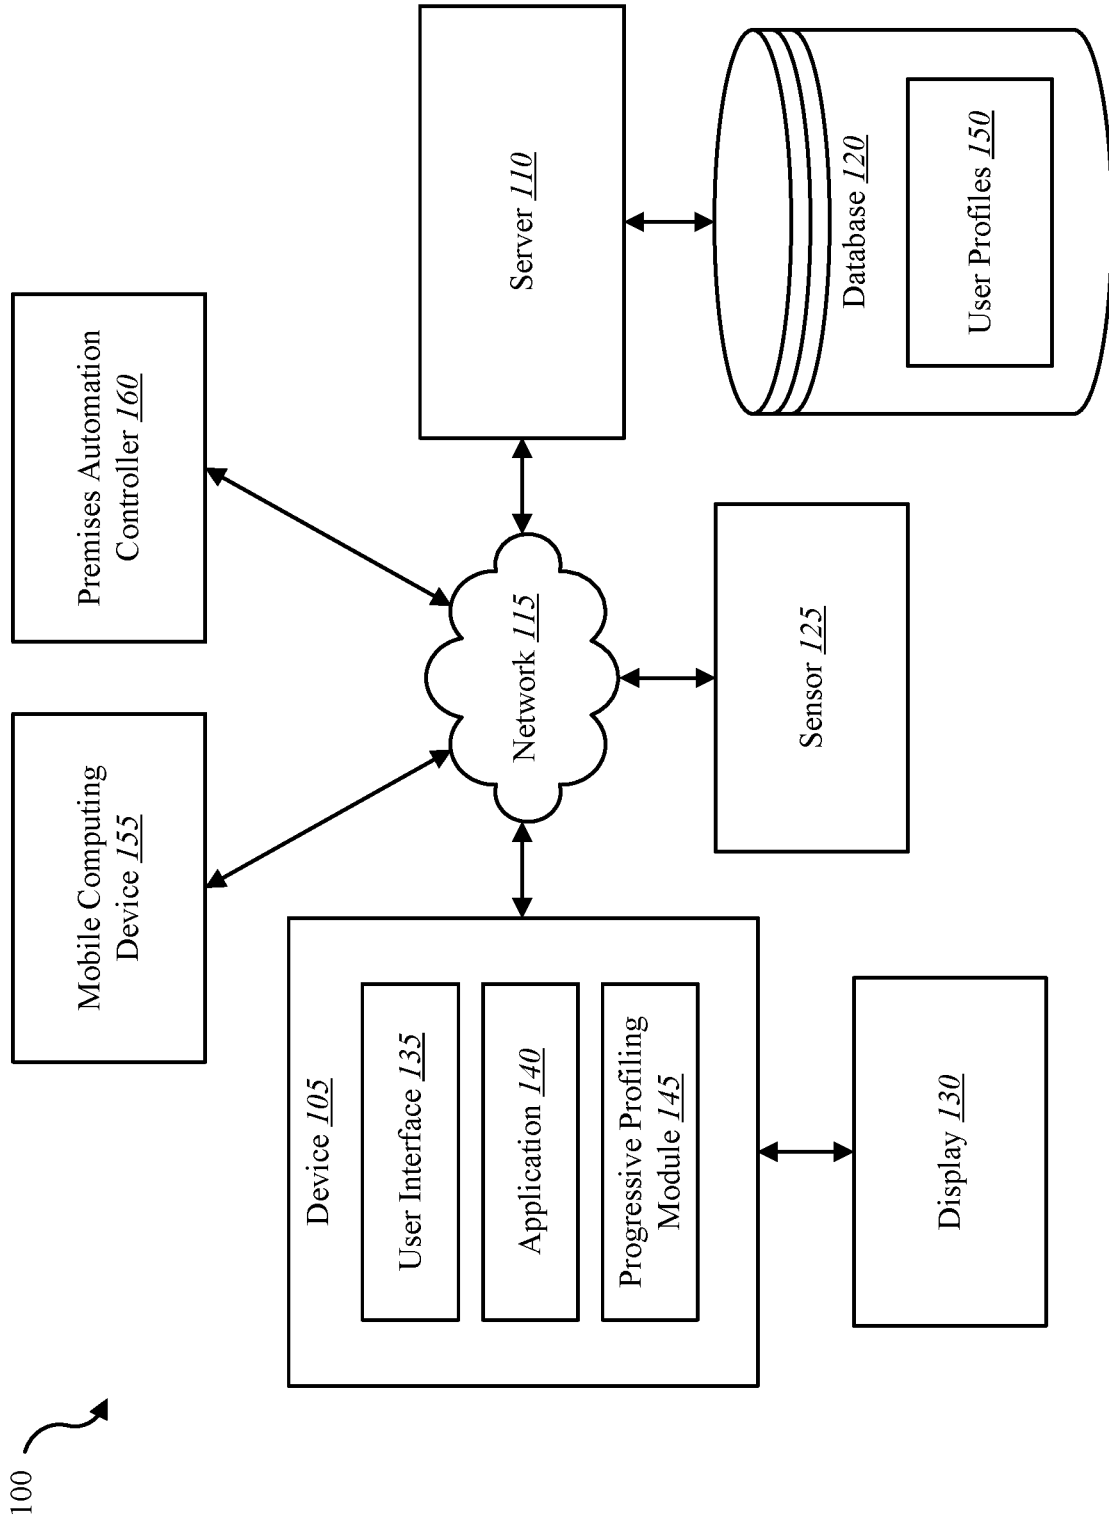 100
Mobile Computing
Device 155
Premises Automation
Controller 160
Device 105
User Interface 135
Application 140
Progressive Profiling
Module 145
Network 115
Server 110
Display 130
Sensor 125
Database 120
User Profiles 150